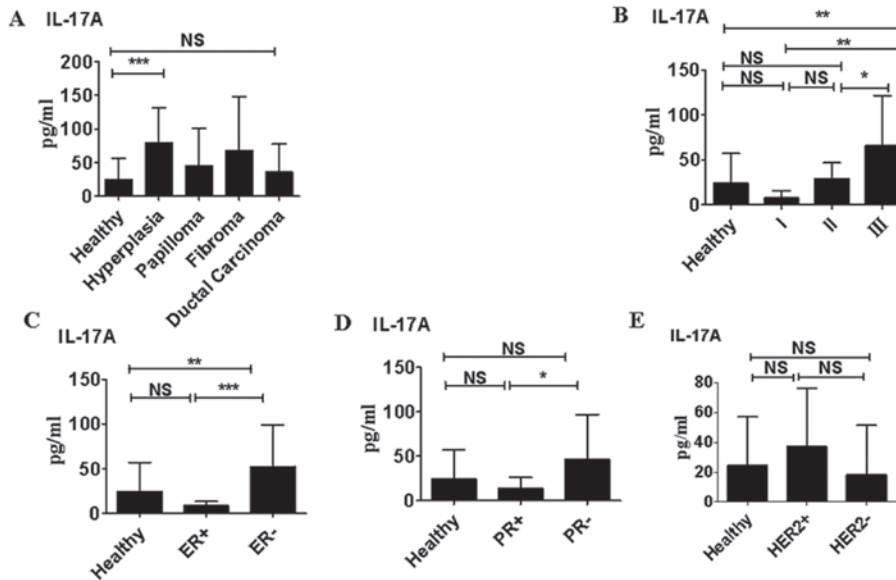 A IL-17A
NS
***
200
150
100
50
0
pg/ml
Healthy
Hyperplasia
Papilloma
Fibroma
Ductal Carcinoma
B IL-17A
**
**
NS
NS NS *
150
100
50
0
pg/ml
Healthy
I
II
III
C IL-17A
**
NS ***
150
100
50
0
pg/ml
Healthy
ER+
ER-
D IL-17A
NS
NS *
150
100
50
0
pg/ml
Healthy
PR+
PR-
E IL-17A
NS
NS NS
80
60
40
20
0
pg/ml
Healthy
HER2+
HER2-